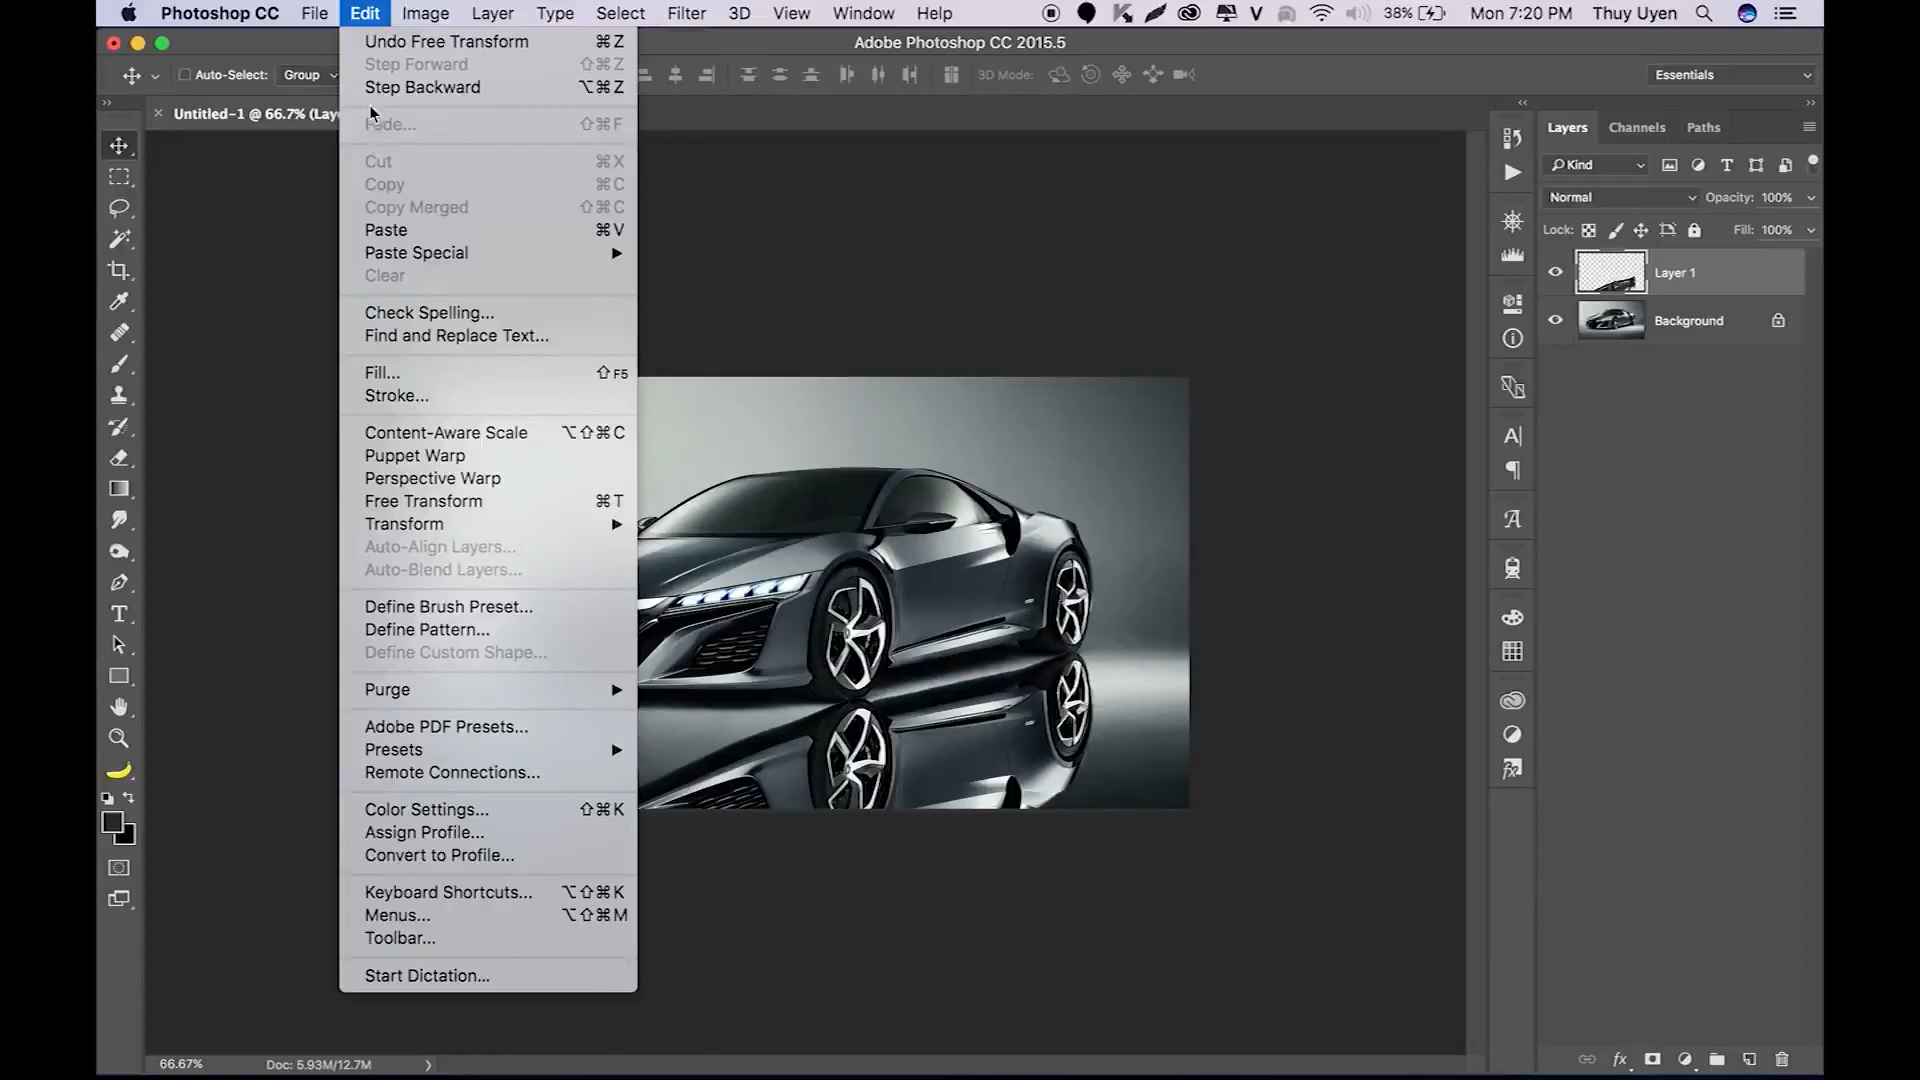 Photoshop CC File Edit Image Layer Type Select Filter 3D View Window Help 38% Mon 7:20 PM Thuy Uyen
Adobe Photoshop CC 2015.5
Auto-Select: Group 3D Mode: Essentials
Untitled-1 @ 66.7% (Lay
Undo Free Transform ⌘Z
Step Forward ⇧⌘Z
Step Backward ⌥⌘Z
Fade... ⇧⌘F
Cut ⌘X
Copy ⌘C
Copy Merged ⇧⌘C
Paste ⌘V
Paste Special
Clear
Check Spelling...
Find and Replace Text...
Fill... ⇧F5
Stroke...
Content-Aware Scale ⌥⇧⌘C
Puppet Warp
Perspective Warp
Free Transform ⌘T
Transform
Auto-Align Layers...
Auto-Blend Layers...
Define Brush Preset...
Define Pattern...
Define Custom Shape...
Purge
Adobe PDF Presets...
Presets
Remote Connections...
Color Settings... ⇧⌘K
Assign Profile...
Convert to Profile...
Keyboard Shortcuts... ⌥⇧⌘K
Menus... ⌥⇧⌘M
Toolbar...
Start Dictation...
Layers Channels Paths
Kind
Normal Opacity: 100%
Lock: Fill: 100%
Layer 1
Background
66.67% Doc: 5.93M/12.7M